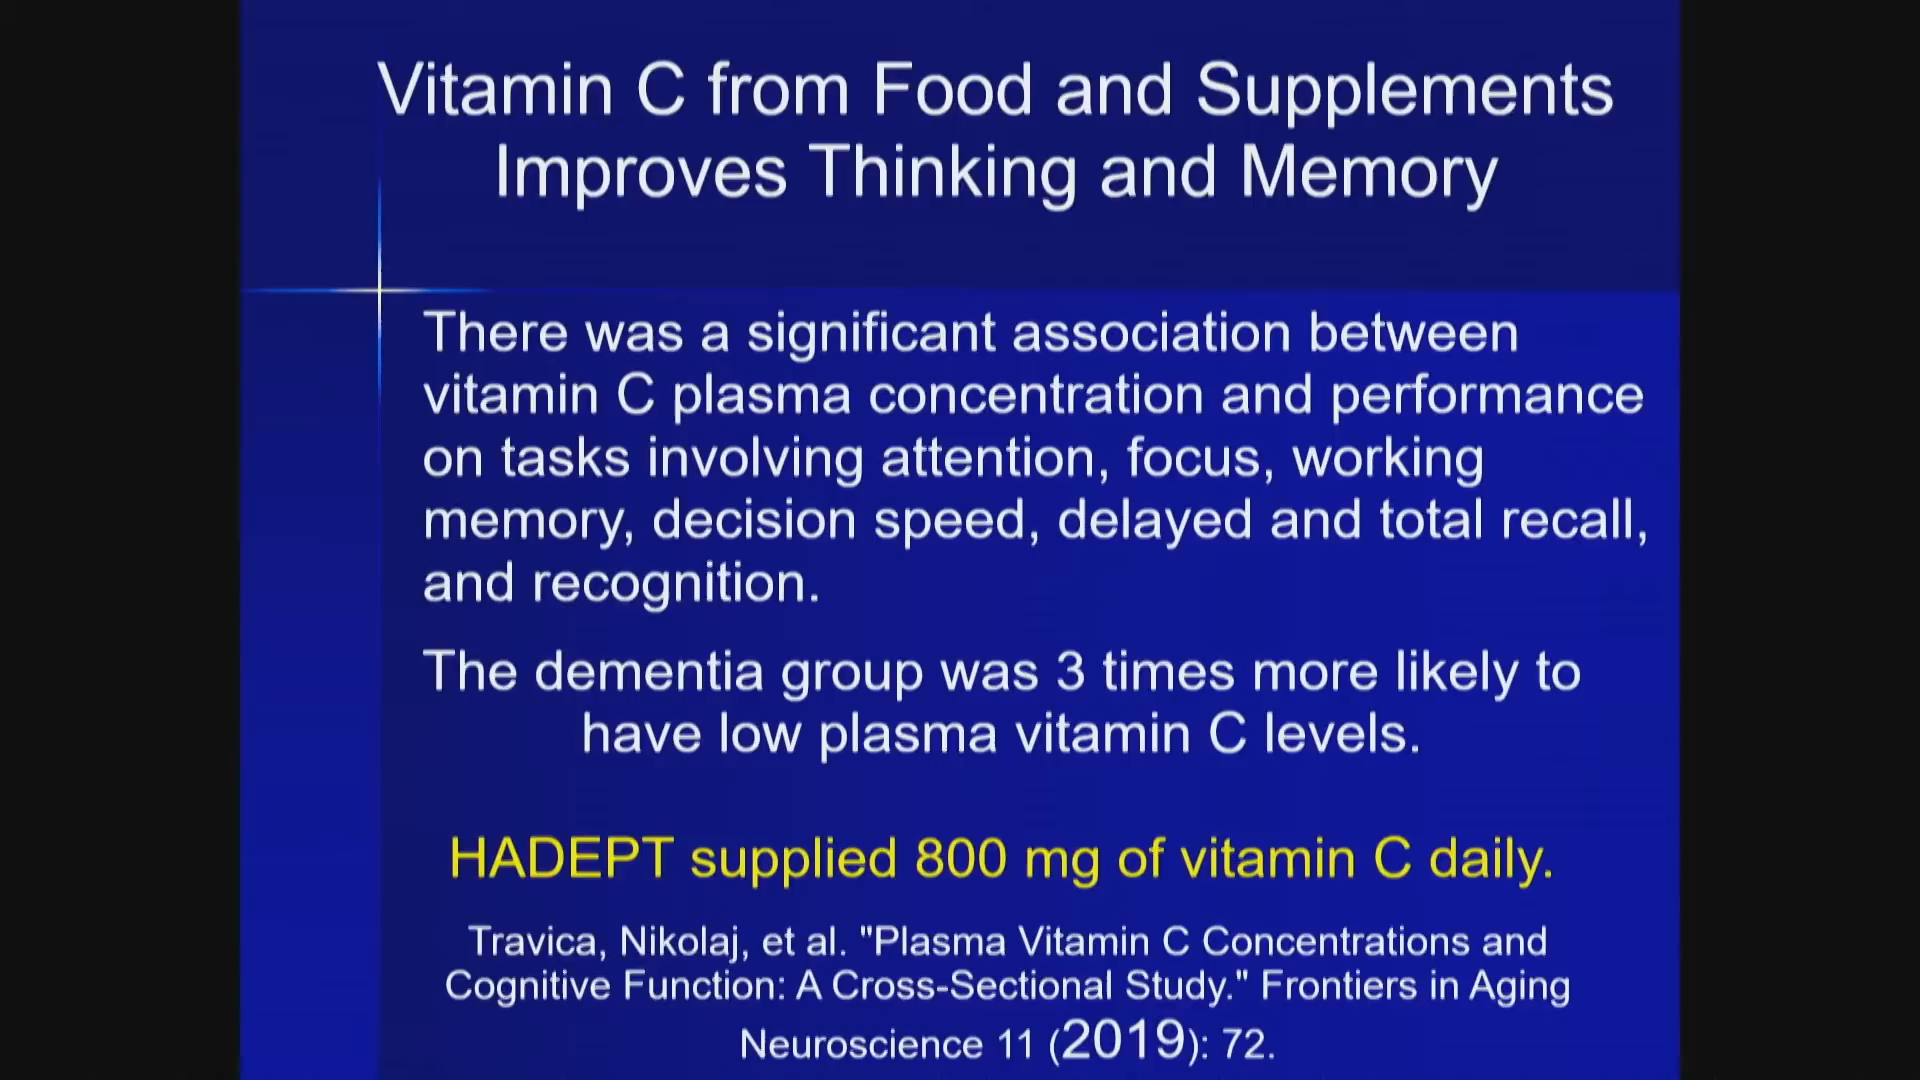 Vitamin C from Food and Supplements
Improves Thinking and Memory
There was a significant association between
vitamin C plasma concentration and performance
on tasks involving attention, focus, working
memory, decision speed, delayed and total recall,
and recognition.
The dementia group was 3 times more likely to
have low plasma vitamin C levels.
HADEPT supplied 800 mg of vitamin C daily.
Travica, Nikolaj, et al. "Plasma Vitamin C Concentrations and
Cognitive Function: A Cross-Sectional Study." Frontiers in Aging
Neuroscience 11 (2019): 72.